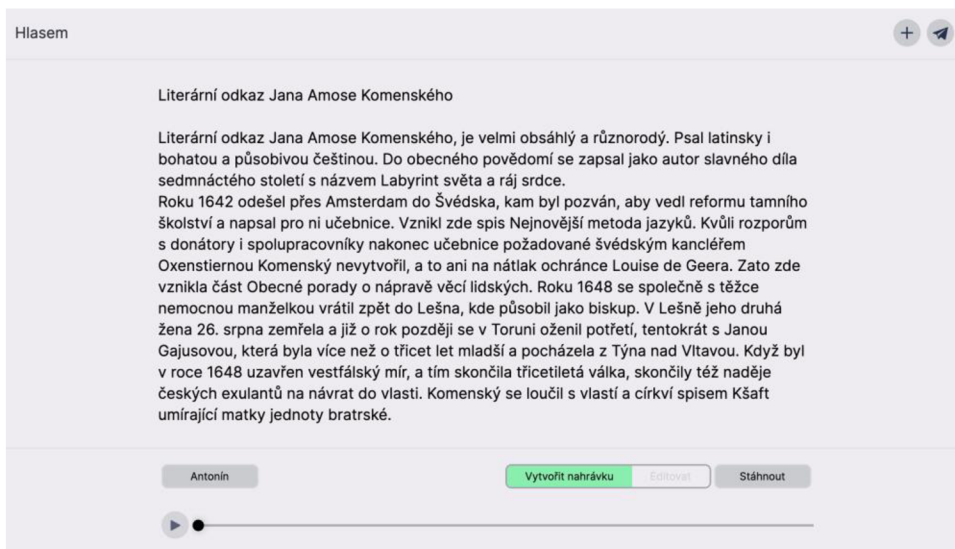 Hlasem
Literární odkaz Jana Amose Komenského
Literární odkaz Jana Amose Komenského, je velmi obsáhlý a různorodý. Psal latinsky i
bohatou a působivou češtinou. Do obecného povědomí se zapsal jako autor slavného díla
sedmnáctého století s názvem Labyrint světa a ráj srdce.
Roku 1642 odešel přes Amsterdam do Švédska, kam byl pozván, aby vedl reformu tamního
školství a napsal pro ni učebnice. Vznikl zde spis Nejnovější metoda jazyků. Kvůli rozporům
s donátory i spolupracovníky nakonec učebnice požadované švédským kancléřem
Oxenstiernou Komenský nevytvořil, a to ani na nátlak ochránce Louise de Geera. Zato zde
vznikla část Obecné porady o nápravě věcí lidských. Roku 1648 se společně s těžce
nemocnou manželkou vrátil zpět do Lešna, kde působil jako biskup. V Lešně jeho druhá
žena 26. srpna zemřela a již o rok později se v Toruni oženil potřetí, tentokrát s Janou
Gajusovou, která byla více než o třicet let mladší a pocházela z Týna nad Vltavou. Když byl
v roce 1648 uzavřen vestfálský mír, a tím skončila třicetiletá válka, skončily též naděje
českých exulantů na návrat do vlasti. Komenský se loučil s vlastí a církví spisem Kšaft
umírající matky jednoty bratrské.
Antonín
Vytvořit nahrávku
Editovat
Stáhnout